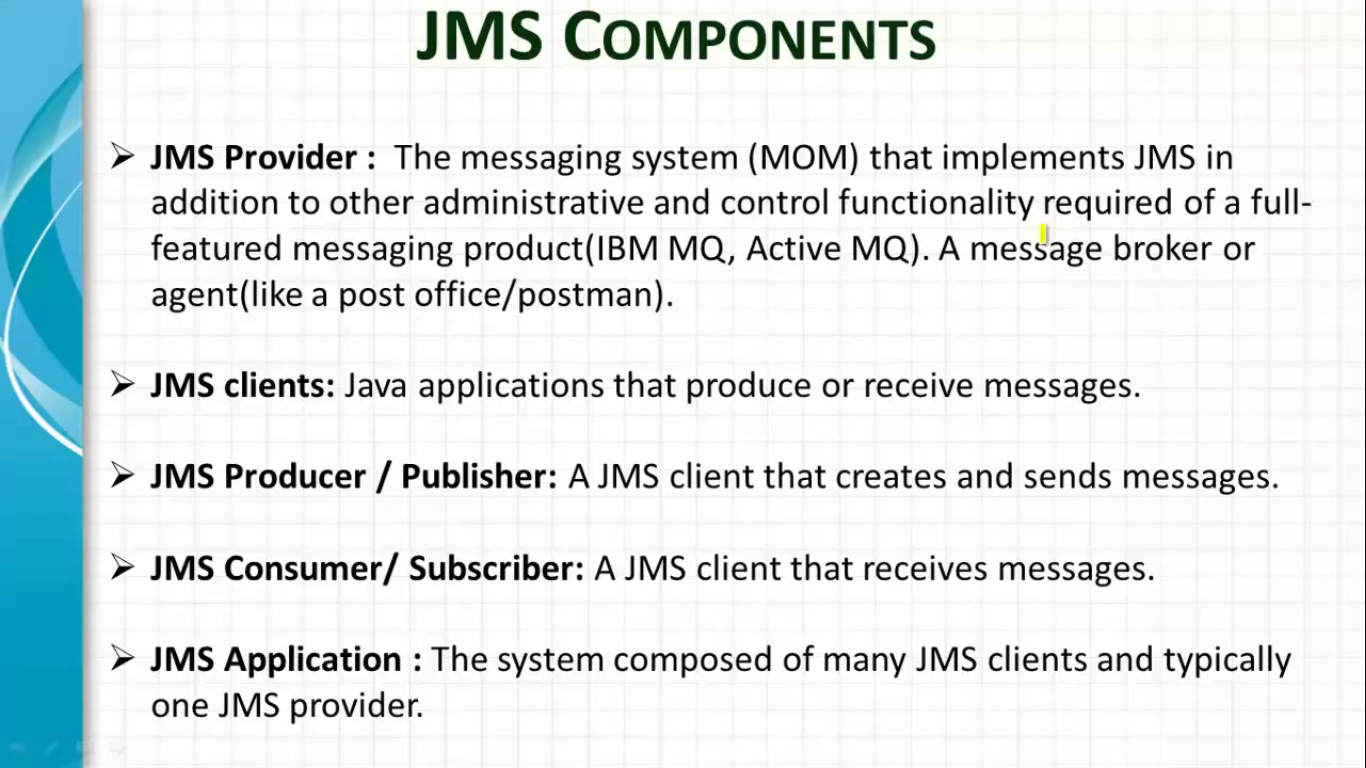 JMS COMPONENTS
➢ JMS Provider : The messaging system (MOM) that implements JMS in
addition to other administrative and control functionality required of a full-
featured messaging product(IBM MQ, Active MQ). A message broker or
agent(like a post office/postman).
➢ JMS clients: Java applications that produce or receive messages.
➢ JMS Producer / Publisher: A JMS client that creates and sends messages.
➢ JMS Consumer/ Subscriber: A JMS client that receives messages.
➢ JMS Application : The system composed of many JMS clients and typically
one JMS provider.